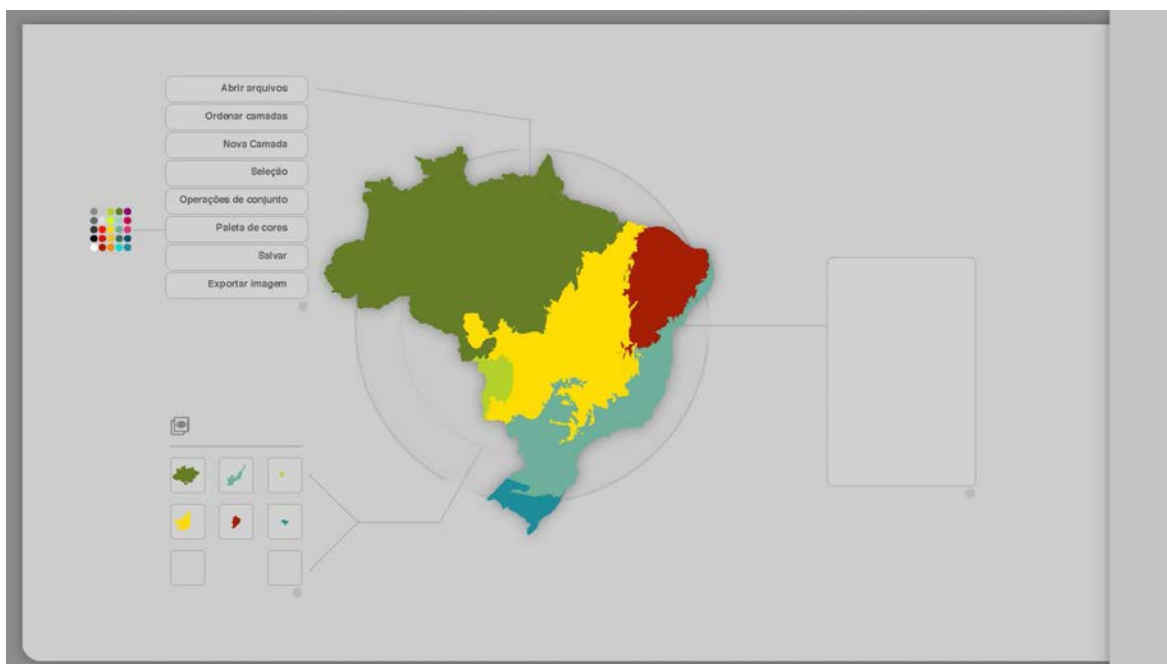 Abrir arquivos
Ordenar camadas
Nova Camada
Seleção
Operações de conjunto
Paleta de cores
Salvar
Exportar imagem